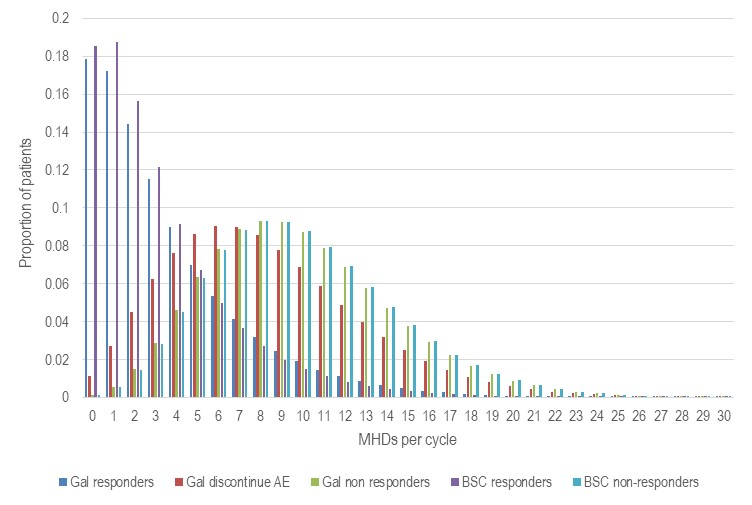 0.2
0.18
0.16
0.14
0.12
0.1
0.08
0.06
0.04
0.02
0
Proportion of patients
0 1 2 3 4 5 6 7 8 9 10 11 12 13 14 15 16 17 18 19 20 21 22 23 24 25 26 27 28 29 30
MHDs per cycle
Gal responders Gal discontinue AE Gal non responders BSC responders BSC non-responders